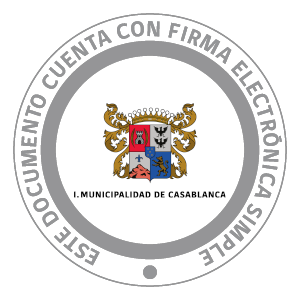 ESTE DOCUMENTO CUENTA CON FIRMA ELECTRÓNICA SIMPLE
I. MUNICIPALIDAD DE CASABLANCA